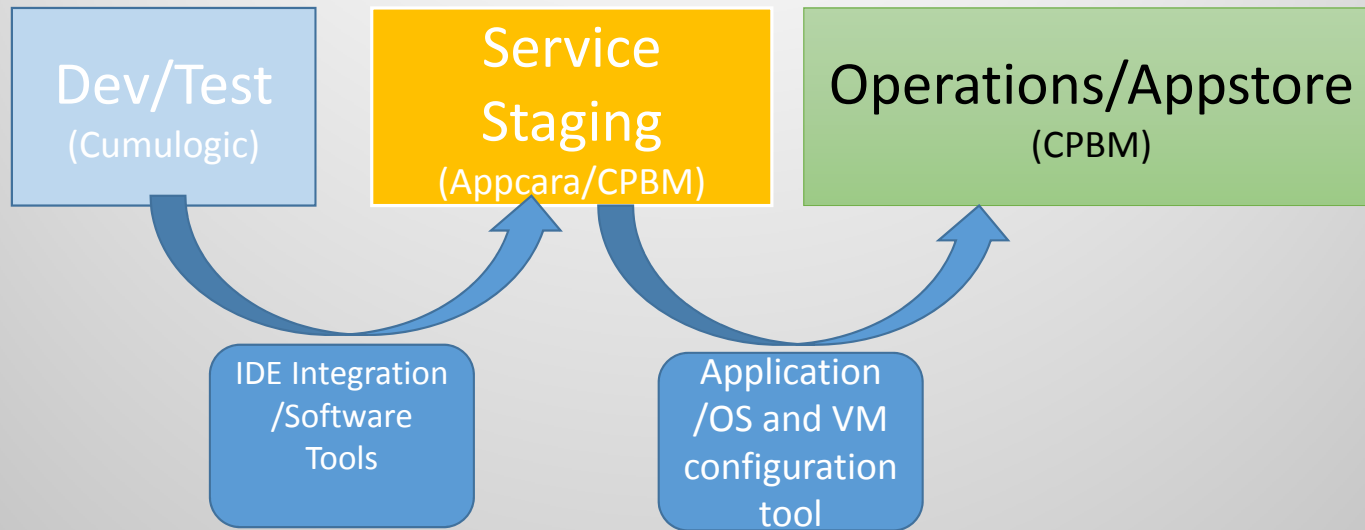 Dev/Test
(Cumulogic)
Service
Staging
(Appcara/CPBM)
Operations/Appstore
(CPBM)
IDE Integration
/Software
Tools
Application
/OS and VM
configuration
tool